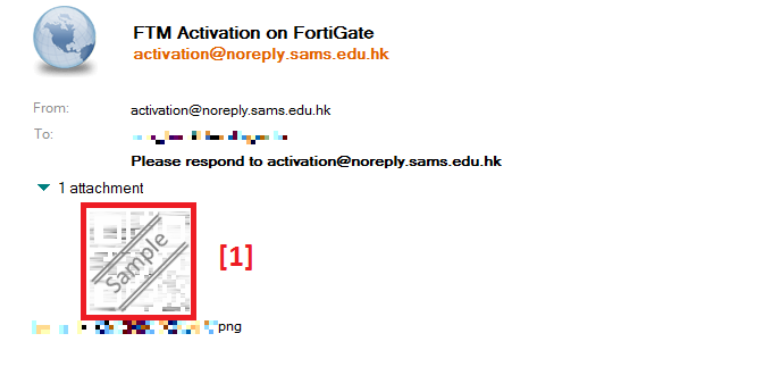 FTM Activation on FortiGate
activation@noreply.sams.edu.hk
From: activation@noreply.sams.edu.hk
To:
Please respond to activation@noreply.sams.edu.hk
1 attachment
Sample
[1]
png